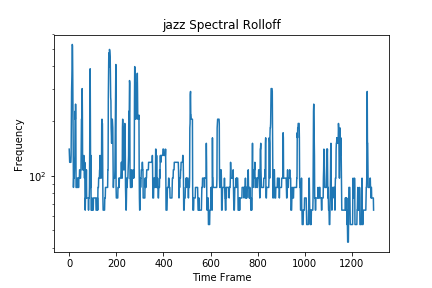 jazz Spectral Rolloff
Frequency
10²
0 200 400 600 800 1000 1200
Time Frame